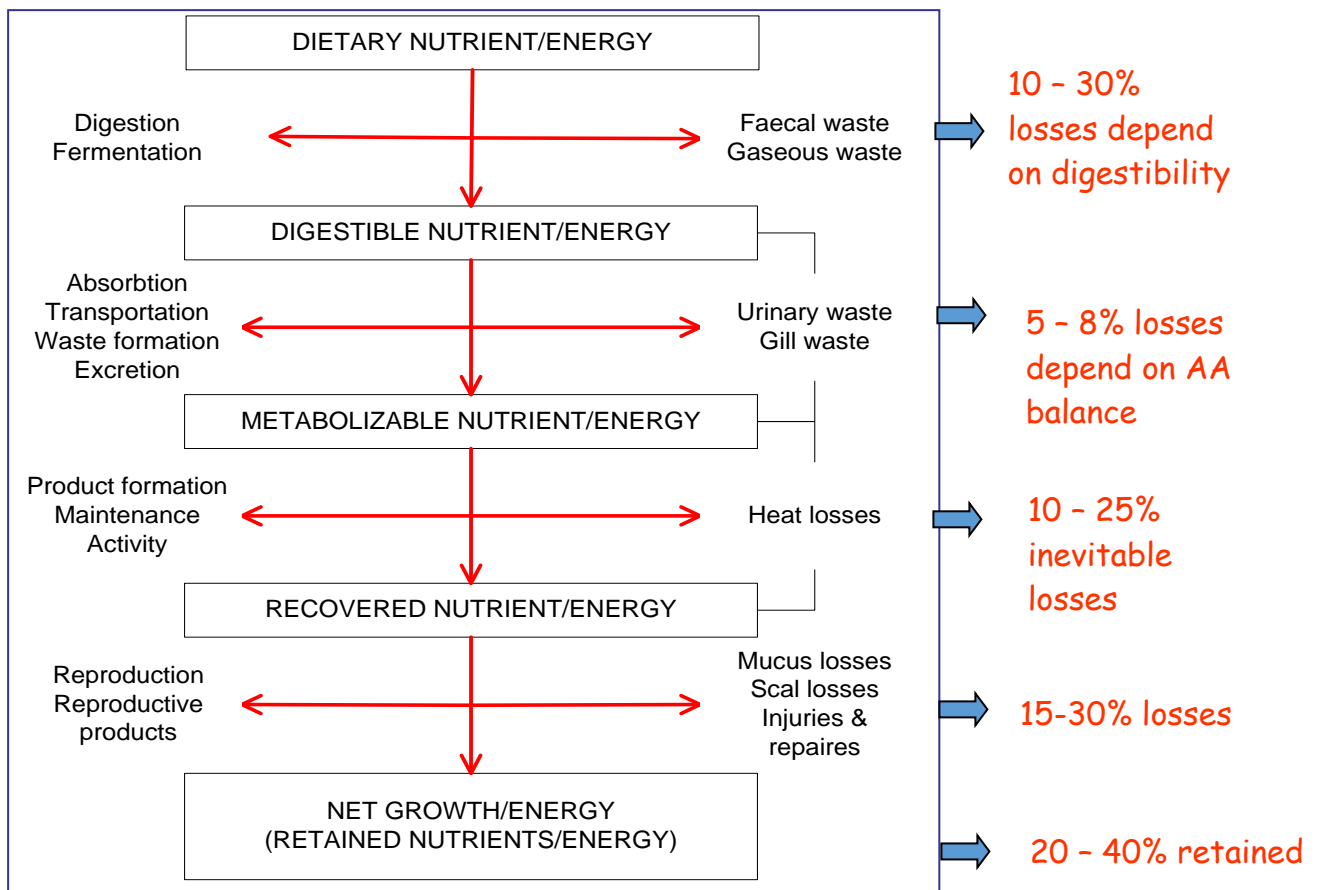 DIETARY NUTRIENT/ENERGY
Digestion
Fermentation
Faecal waste
Gaseous waste
10 – 30%
losses depend
on digestibility
DIGESTIBLE NUTRIENT/ENERGY
Absorbtion
Transportation
Waste formation
Excretion
Urinary waste
Gill waste
5 – 8% losses
depend on AA
balance
METABOLIZABLE NUTRIENT/ENERGY
Product formation
Maintenance
Activity
Heat losses
10 – 25%
inevitable
losses
RECOVERED NUTRIENT/ENERGY
Reproduction
Reproductive
products
Mucus losses
Scal losses
Injuries &
repaires
15-30% losses
NET GROWTH/ENERGY
(RETAINED NUTRIENTS/ENERGY)
20 – 40% retained